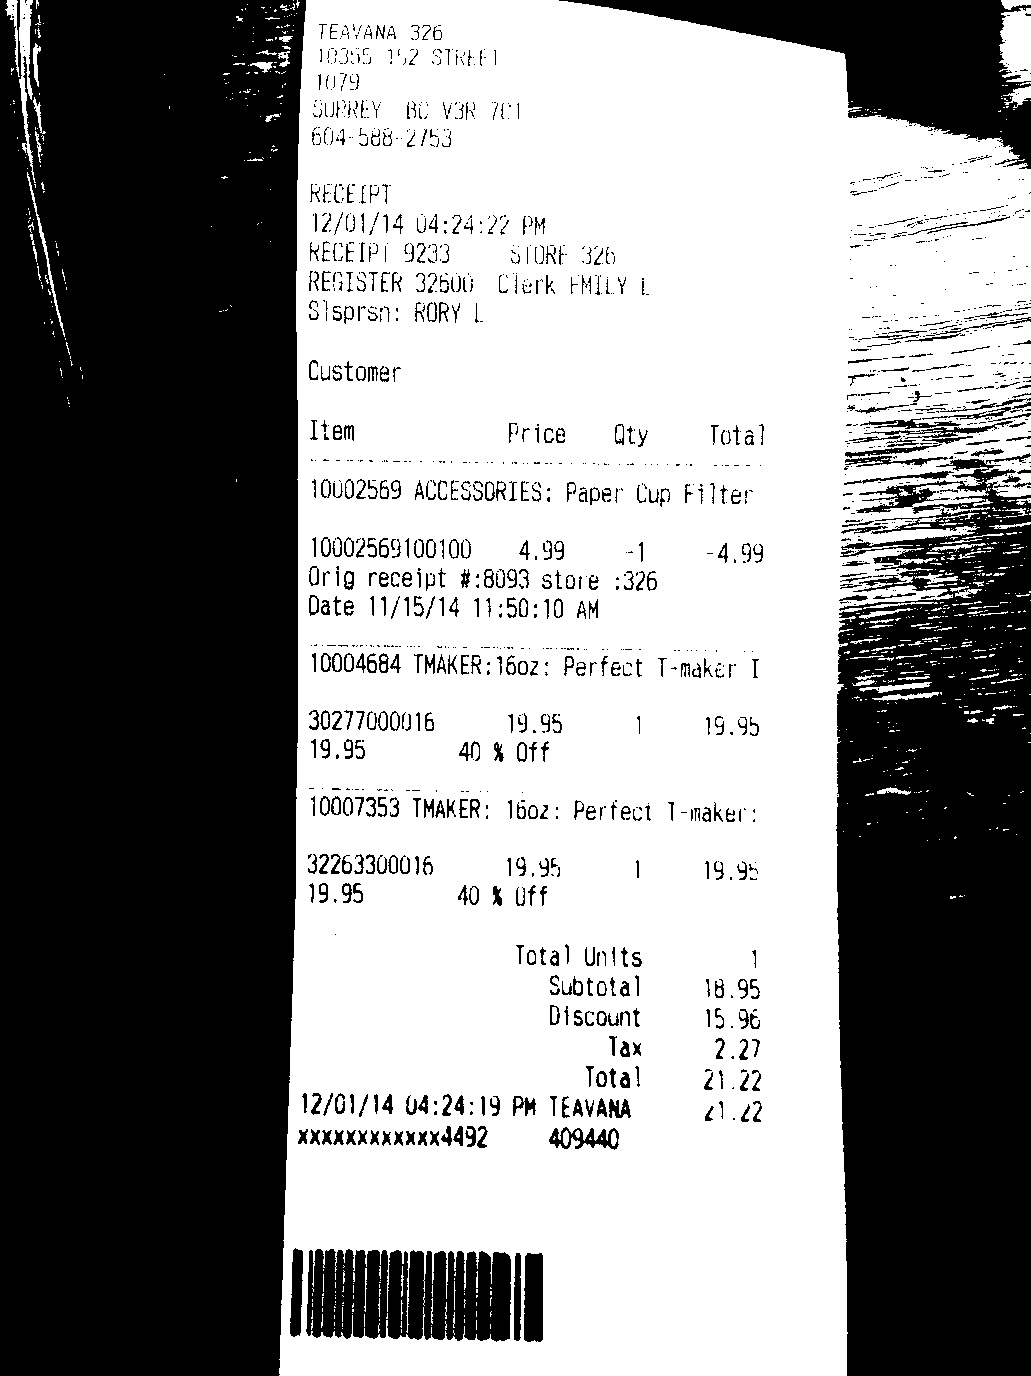 TEAVANA 326
10355 152 STREET
1079
SURREY BC V3R 7C1
604-588-2753
RECEIPT
12/01/14 04:24:22 PM
RECEIPT 9233 STORE 326
REGISTER 32600 Clerk EMILY L
Slsprsn: RORY L
Customer
Item Price Qty Total
10002569 ACCESSORIES: Paper Cup Filter
10002569100100 4.99 -1 -4.99
Orig receipt #:8093 store :326
Date 11/15/14 11:50:10 AM
10004684 TMAKER:16oz: Perfect T-maker I
30277000016 19.95 1 19.95
19.95 40 % Off
10007353 TMAKER: 16oz: Perfect T-maker:
32263300016 19.95 1 19.95
19.95 40 % Off
Total Units 1
Subtotal 18.95
Discount 15.96
Tax 2.27
Total 21.22
12/01/14 04:24:19 PM TEAVANA 21.22
xxxxxxxxxxxx4492 409440